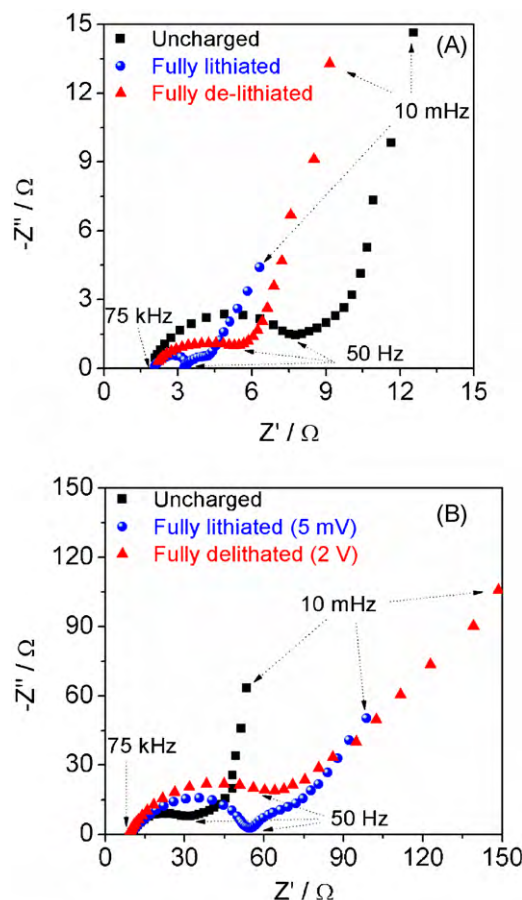 15
Uncharged
(A)
Fully lithiated
12
Fully de-lithiated
10 mHz
9
-Z'' / Ω
6
75 kHz
3
50 Hz
0
0 3 6 9 12 15
Z' / Ω
150
Uncharged
(B)
Fully lithiated (5 mV)
120
Fully delithated (2 V)
10 mHz
90
-Z'' / Ω
60
75 kHz
30
50 Hz
0
0 30 60 90 120 150
Z' / Ω